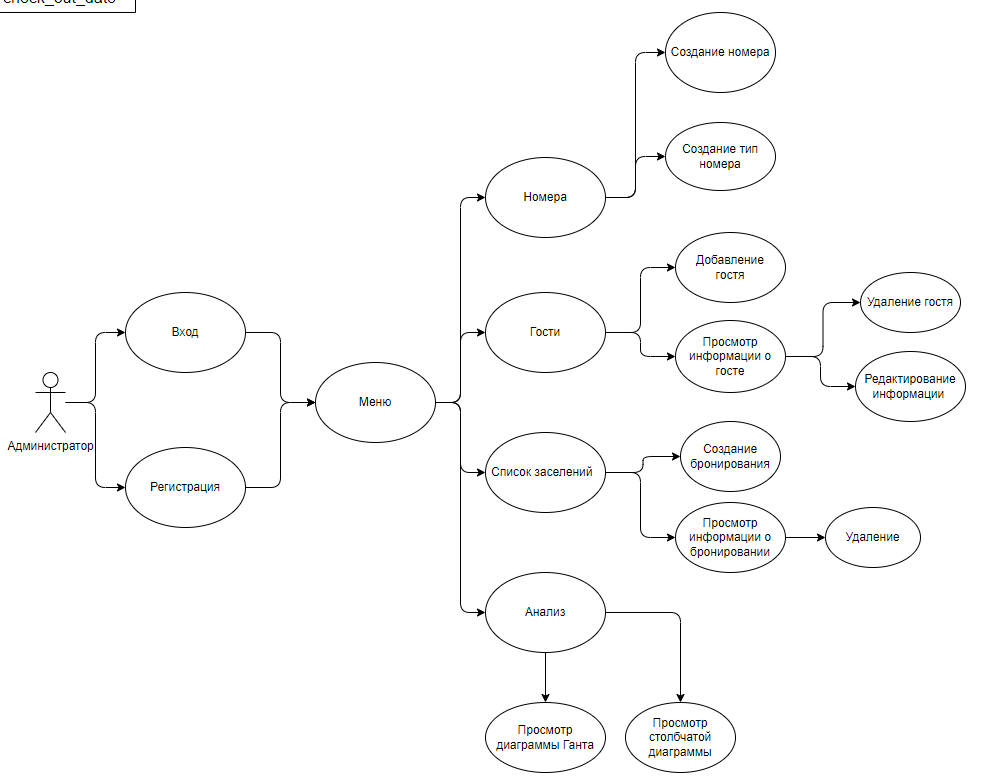 check_out_date
Создание номера
Создание тип
номера
Номера
Добавление
гостя
Гости
Просмотр
информации о
госте
Удаление гостя
Редактирование
информации
Вход
Администратор
Регистрация
Меню
Список заселений
Создание
бронирования
Просмотр
информации о
бронировании
Удаление
Анализ
Просмотр
диаграммы Ганта
Просмотр
столбчатой
диаграммы